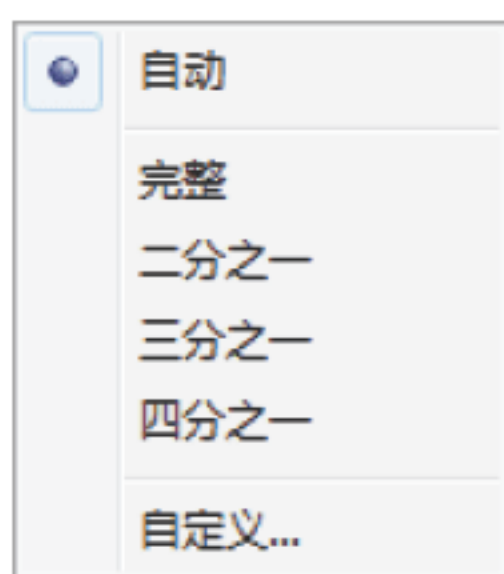 自动
完整
二分之一
三分之一
四分之一
自定义...